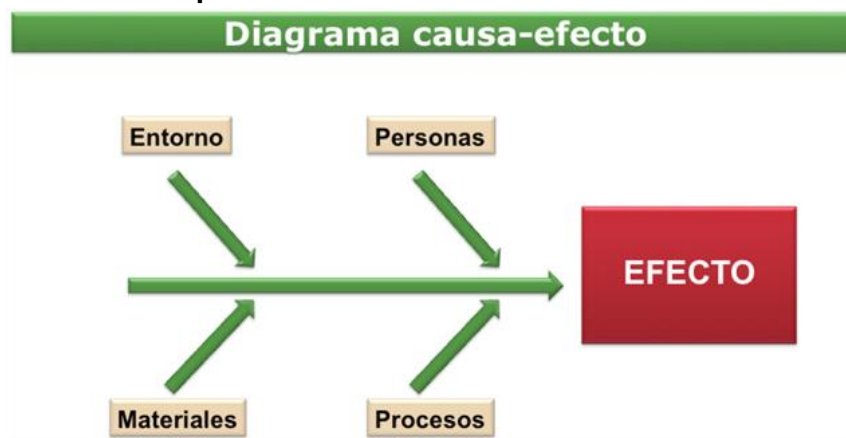 Diagrama causa-efecto
Entorno
Personas
EFECTO
Materiales
Procesos